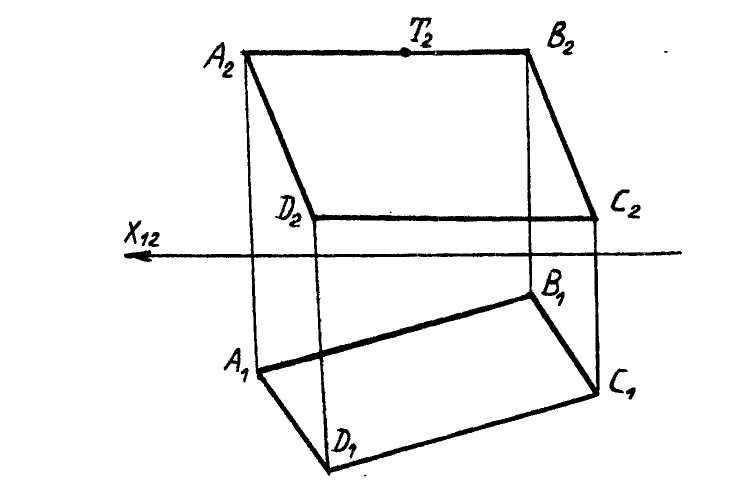 A₂ T₂ B₂
D₂ C₂
X₁₂
B₁
A₁ C₁
D₁